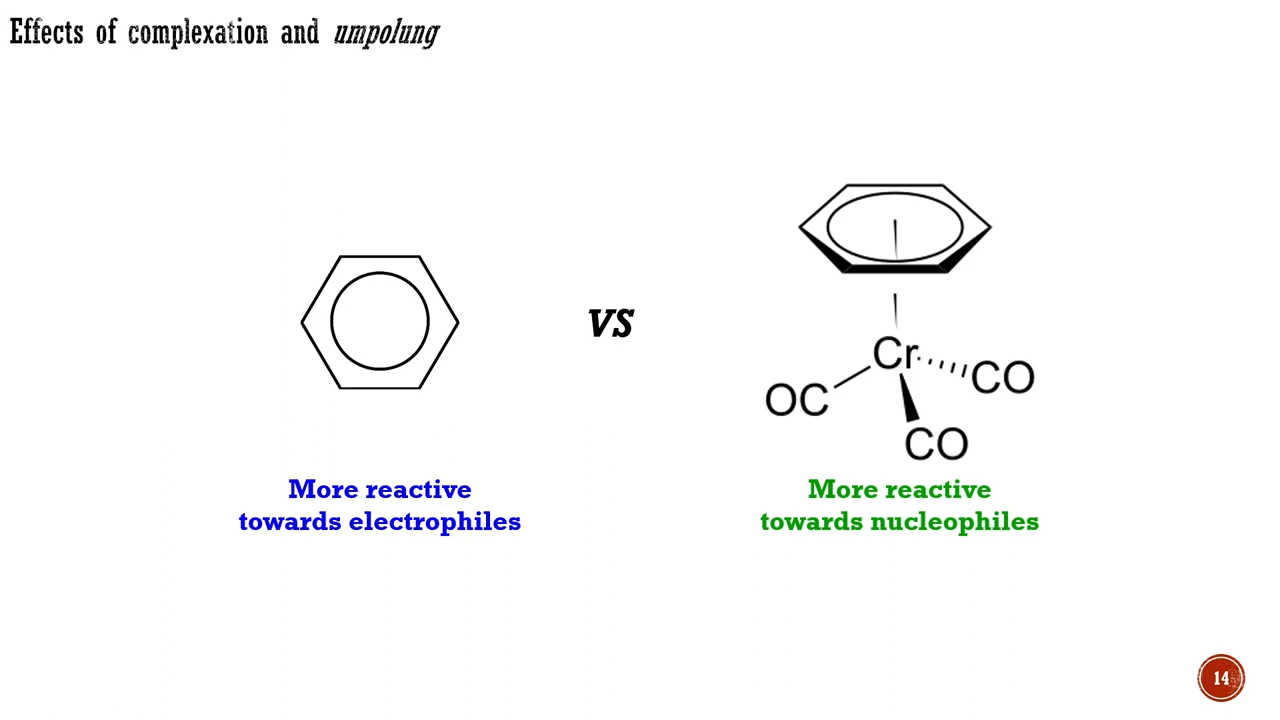 Effects of complexation and umpolung
VS
Cr
CO
OC
CO
More reactive
towards electrophiles
More reactive
towards nucleophiles
14